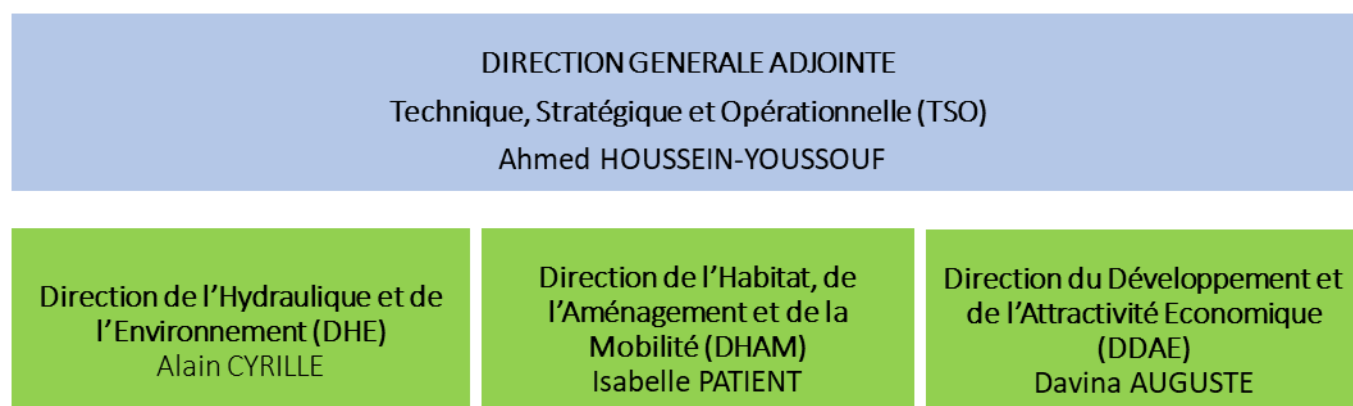 DIRECTION GENERALE ADJOINTE
Technique, Stratégique et Opérationnelle (TSO)
Ahmed HOUSSEIN-YOUSSOUF
Direction de l’Hydraulique et de
l’Environnement (DHE)
Alain CYRILLE
Direction de l’Habitat, de
l’Aménagement et de la
Mobilité (DHAM)
Isabelle PATIENT
Direction du Développement et
de l’Attractivité Economique
(DDAE)
Davina AUGUSTE